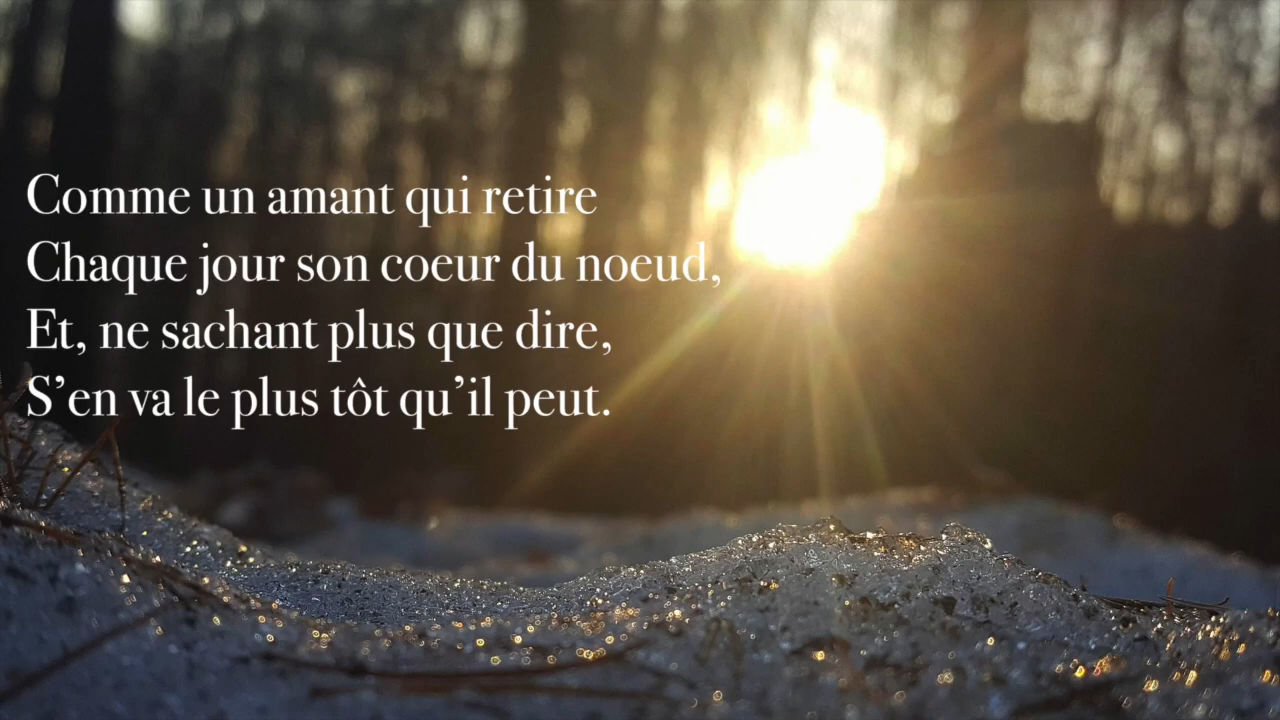 Comme un amant qui retire
Chaque jour son coeur du noeud,
Et, ne sachant plus que dire,
S’en va le plus tôt qu’il peut.